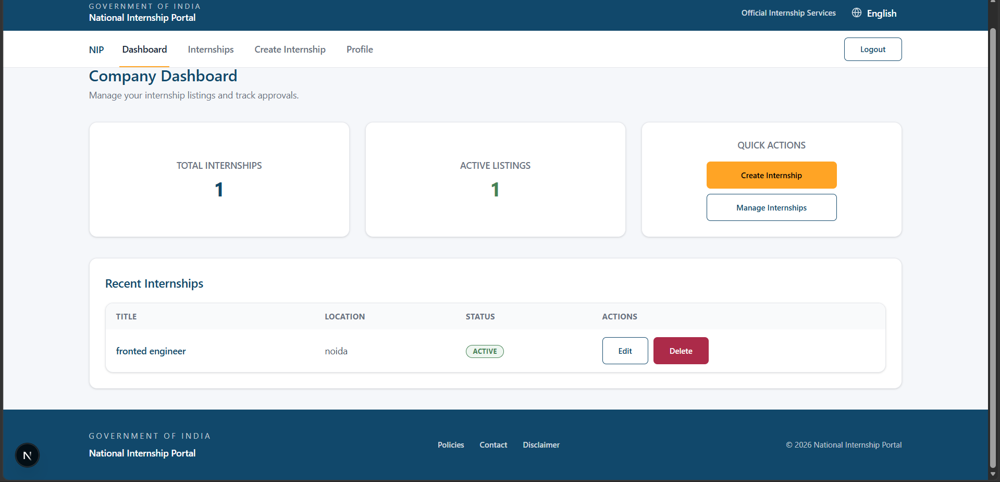 GOVERNMENT OF INDIA
National Internship Portal
Official Internship Services
English
NIP
Dashboard
Internships
Create Internship
Profile
Logout
Company Dashboard
Manage your internship listings and track approvals.
TOTAL INTERNSHIPS
1
ACTIVE LISTINGS
1
QUICK ACTIONS
Create Internship
Manage Internships
Recent Internships
TITLE LOCATION STATUS ACTIONS
fronted engineer noida ACTIVE Edit Delete
GOVERNMENT OF INDIA
National Internship Portal
Policies
Contact
Disclaimer
© 2026 National Internship Portal
N